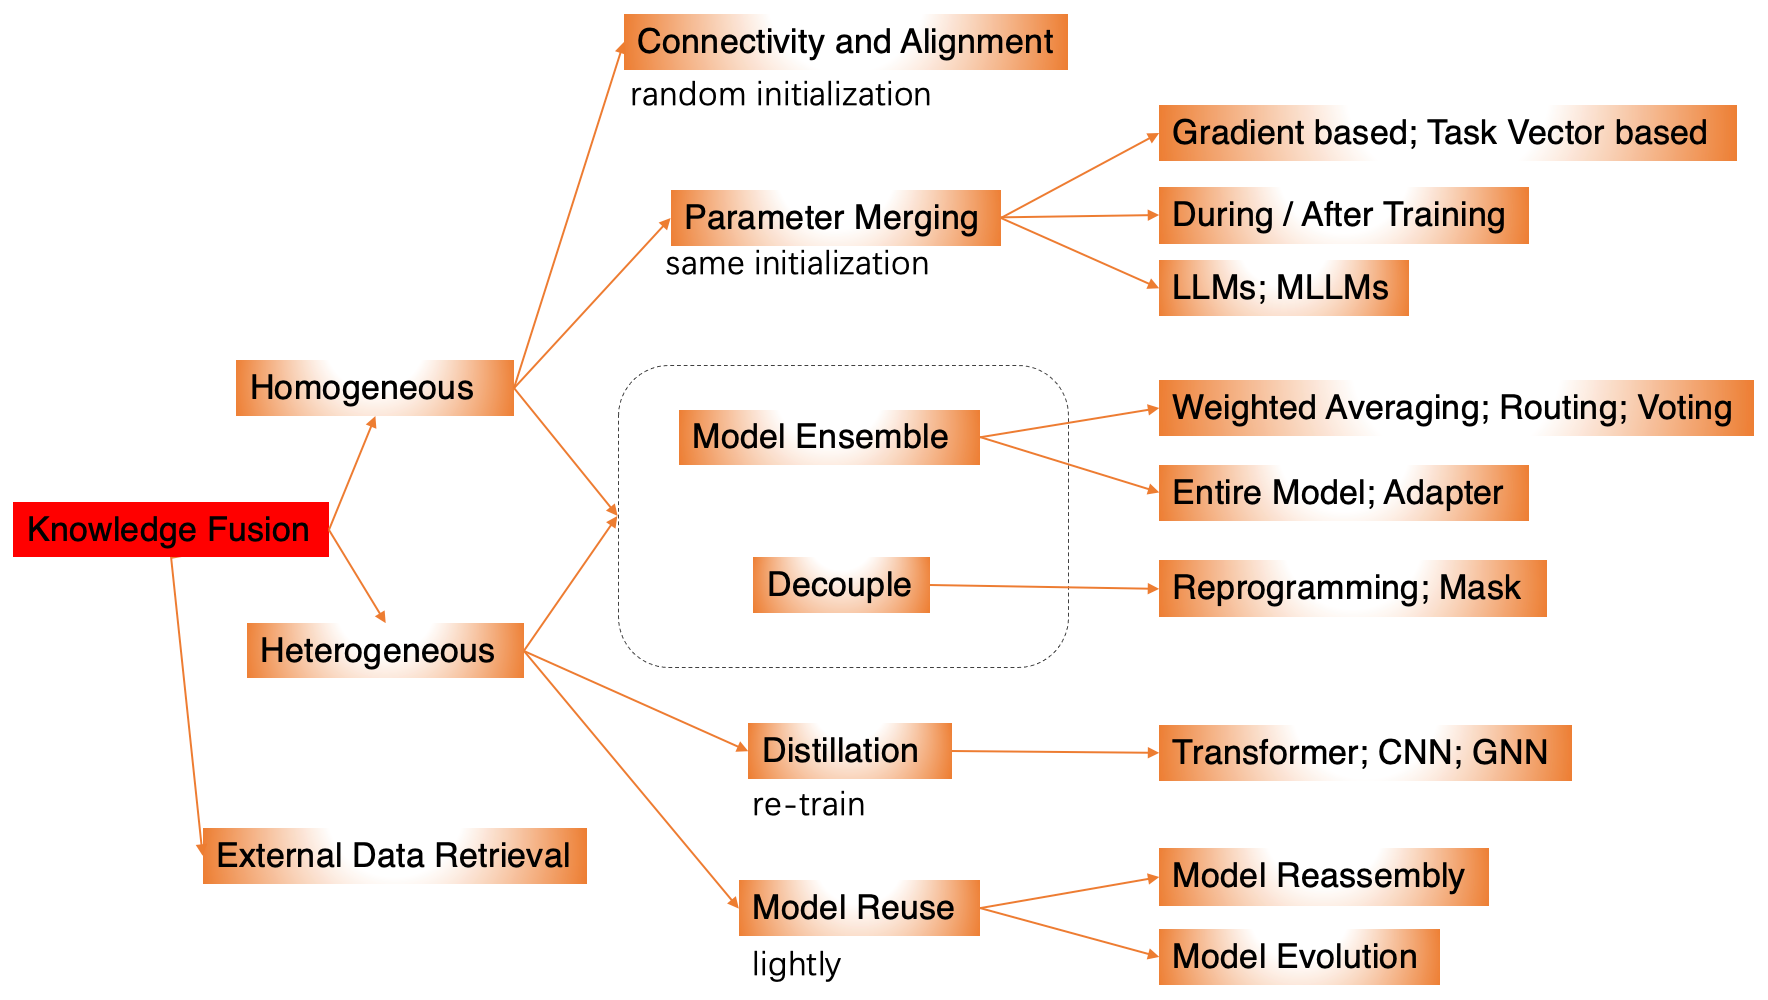 Connectivity and Alignment
random initialization
Gradient based; Task Vector based
Parameter Merging
During / After Training
same initialization
LLMs; MLLMs
Homogeneous
Weighted Averaging; Routing; Voting
Model Ensemble
Entire Model; Adapter
Knowledge Fusion
Decouple
Reprogramming; Mask
Heterogeneous
Distillation
Transformer; CNN; GNN
re-train
External Data Retrieval
Model Reassembly
Model Reuse
lightly
Model Evolution